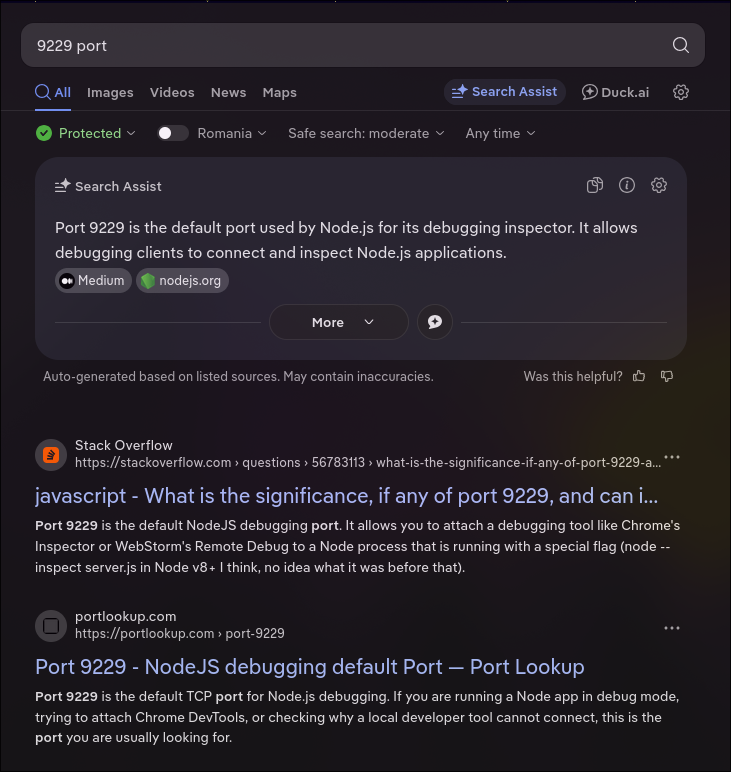 9229 port
All Images Videos News Maps Search Assist Duck.ai
Protected Romania Safe search: moderate Any time
Search Assist
Port 9229 is the default port used by Node.js for its debugging inspector. It allows
debugging clients to connect and inspect Node.js applications.
Medium nodejs.org
More
Auto-generated based on listed sources. May contain inaccuracies. Was this helpful?
Stack Overflow
https://stackoverflow.com › questions › 56783113 › what-is-the-significance-if-any-of-port-9229-a...
javascript - What is the significance, if any of port 9229, and can i...
Port 9229 is the default NodeJS debugging port. It allows you to attach a debugging tool like Chrome's
Inspector or WebStorm's Remote Debug to a Node process that is running with a special flag (node --
inspect server.js in Node v8+ I think, no idea what it was before that).
portlookup.com
https://portlookup.com › port-9229
Port 9229 - NodeJS debugging default Port — Port Lookup
Port 9229 is the default TCP port for Node.js debugging. If you are running a Node app in debug mode,
trying to attach Chrome DevTools, or checking why a local developer tool cannot connect, this is the
port you are usually looking for.